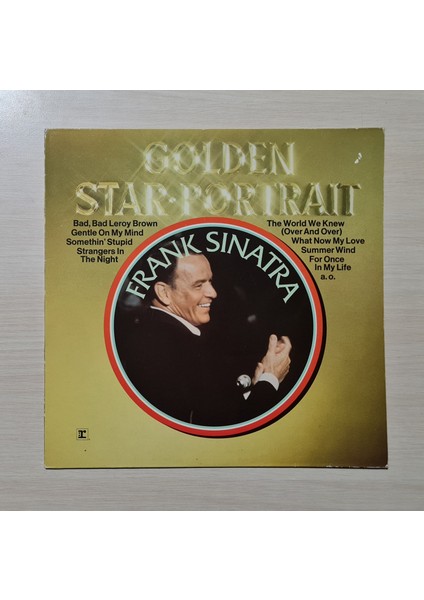 GOLDEN
STAR·PORTRAIT
Bad, Bad Leroy Brown
Gentle On My Mind
Somethin' Stupid
Strangers In
The Night
The World We Knew
(Over And Over)
What Now My Love
Summer Wind
For Once
In My Life
a. o.
FRANK SINATRA